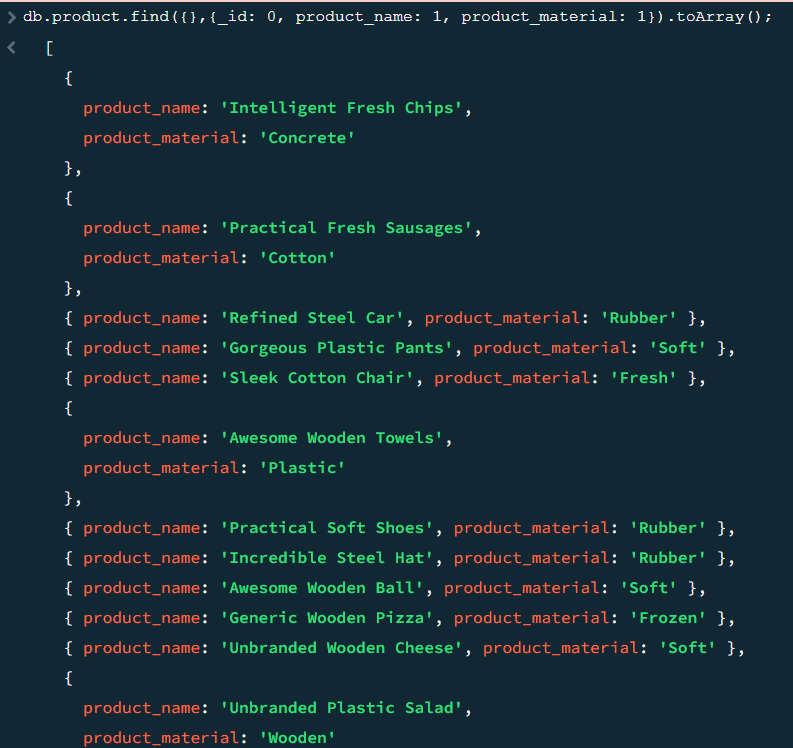 db.product.find({},{_id: 0, product_name: 1, product_material: 1}).toArray();
[
{
product_name: 'Intelligent Fresh Chips',
product_material: 'Concrete'
},
{
product_name: 'Practical Fresh Sausages',
product_material: 'Cotton'
},
{ product_name: 'Refined Steel Car', product_material: 'Rubber' },
{ product_name: 'Gorgeous Plastic Pants', product_material: 'Soft' },
{ product_name: 'Sleek Cotton Chair', product_material: 'Fresh' },
{
product_name: 'Awesome Wooden Towels',
product_material: 'Plastic'
},
{ product_name: 'Practical Soft Shoes', product_material: 'Rubber' },
{ product_name: 'Incredible Steel Hat', product_material: 'Rubber' },
{ product_name: 'Awesome Wooden Ball', product_material: 'Soft' },
{ product_name: 'Generic Wooden Pizza', product_material: 'Frozen' },
{ product_name: 'Unbranded Wooden Cheese', product_material: 'Soft' },
{
product_name: 'Unbranded Plastic Salad',
product_material: 'Wooden'